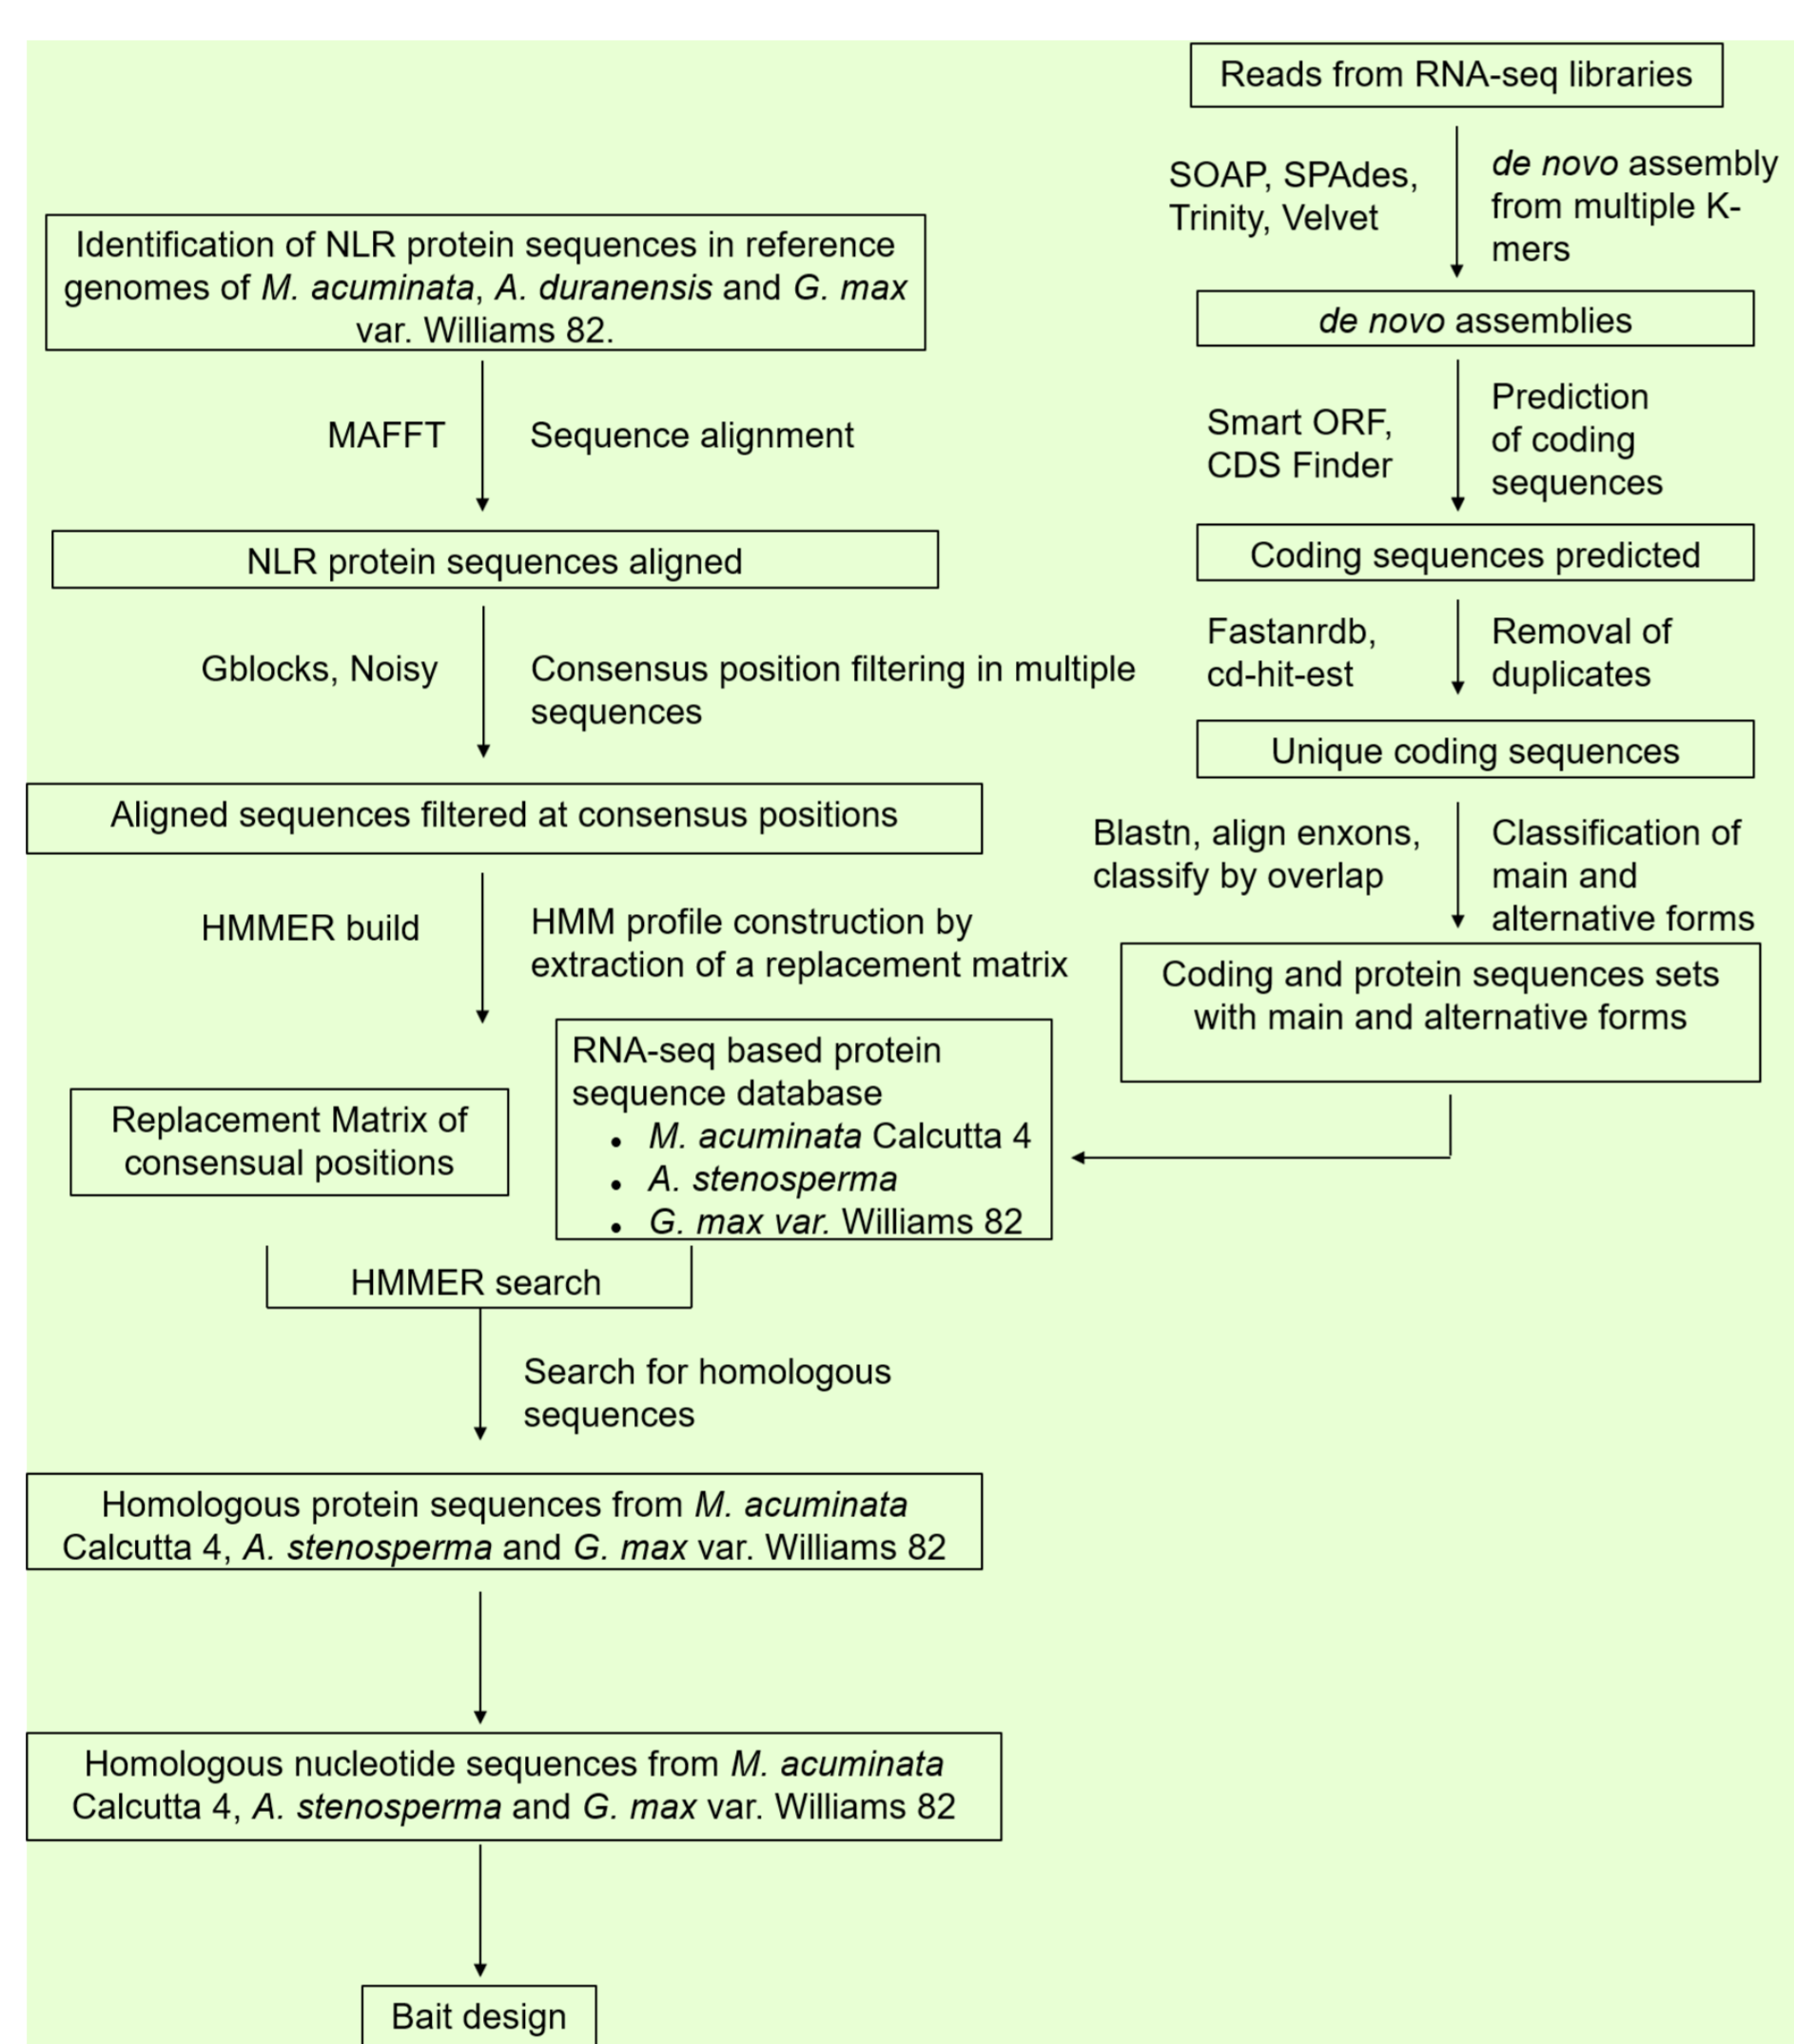 Reads from RNA-seq libraries
SOAP, SPAdes,
Trinity, Velvet
de novo assembly
from multiple K-
mers
de novo assemblies
Smart ORF,
CDS Finder
Prediction
of coding
sequences
Coding sequences predicted
Fastanrdb,
cd-hit-est
Removal of
duplicates
Unique coding sequences
Blastn, align enxons,
classify by overlap
Classification of
main and
alternative forms
Coding and protein sequences sets
with main and alternative forms
Identification of NLR protein sequences in reference
genomes of M. acuminata, A. duranensis and G. max
var. Williams 82.
MAFFT
Sequence alignment
NLR protein sequences aligned
Gblocks, Noisy
Consensus position filtering in multiple
sequences
Aligned sequences filtered at consensus positions
HMMER build
HMM profile construction by
extraction of a replacement matrix
Replacement Matrix of
consensual positions
RNA-seq based protein
sequence database
• M. acuminata Calcutta 4
• A. stenosperma
• G. max var. Williams 82
HMMER search
Search for homologous
sequences
Homologous protein sequences from M. acuminata
Calcutta 4, A. stenosperma and G. max var. Williams 82
Homologous nucleotide sequences from M. acuminata
Calcutta 4, A. stenosperma and G. max var. Williams 82
Bait design